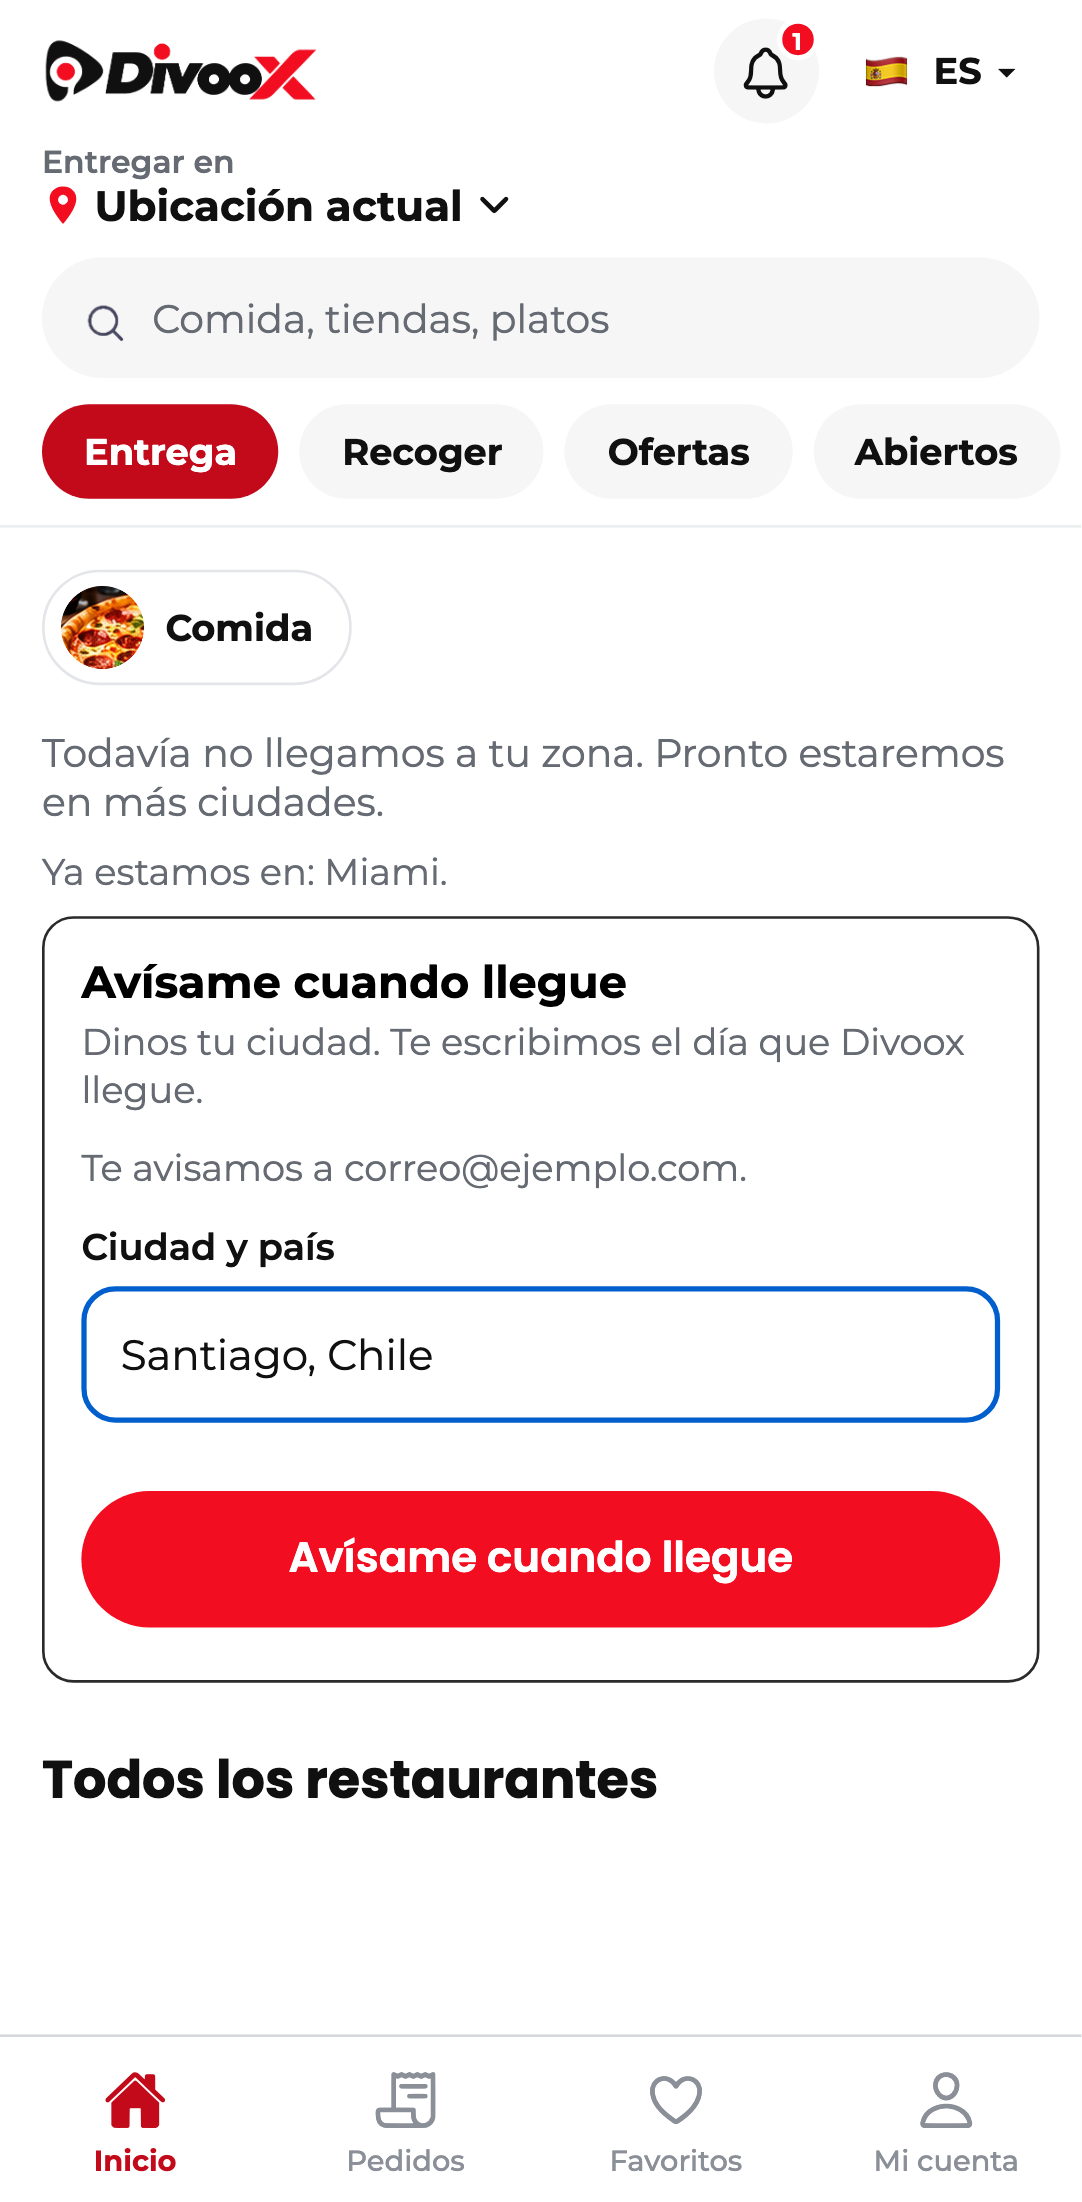 DivooX
1
ES
Entregar en
Ubicación actual
Comida, tiendas, platos
Entrega
Recoger
Ofertas
Abiertos
Comida
Todavía no llegamos a tu zona. Pronto estaremos
en más ciudades.
Ya estamos en: Miami.
Avísame cuando llegue
Dinos tu ciudad. Te escribimos el día que Divoox
llegue.
Te avisamos a correo@ejemplo.com.
Ciudad y país
Santiago, Chile
Avísame cuando llegue
Todos los restaurantes
Inicio
Pedidos
Favoritos
Mi cuenta